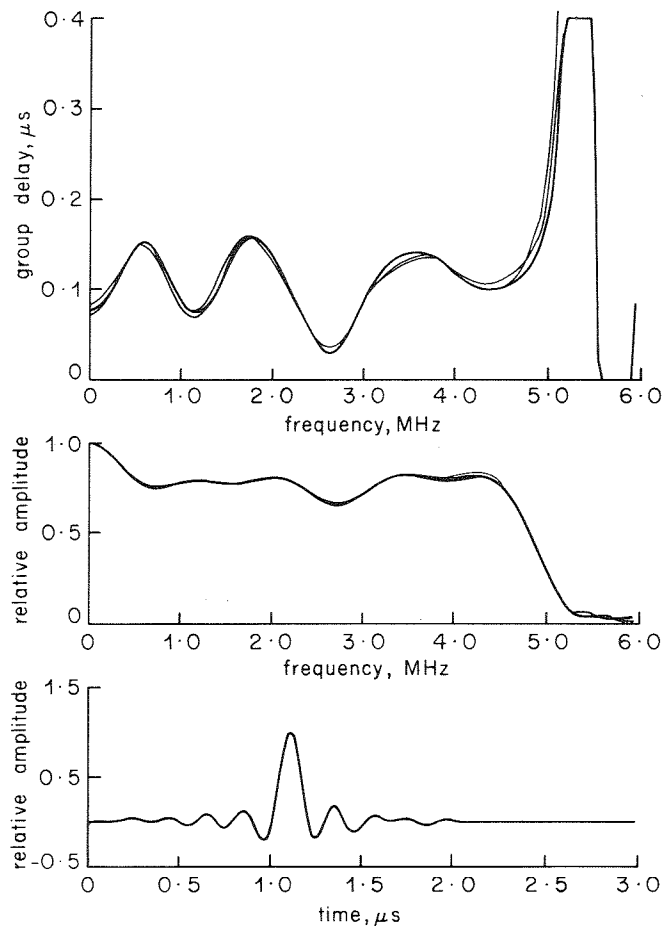 0·4
0·3
0·2
0·1
0
group delay, μs
0 1·0 2·0 3·0 4·0 5·0 6·0
frequency, MHz
1·0
0·5
0
relative amplitude
0 1·0 2·0 3·0 4·0 5·0 6·0
frequency, MHz
1·5
0·5
-0·5
relative amplitude
0 0·5 1·0 1·5 2·0 2·5 3·0
time, μs